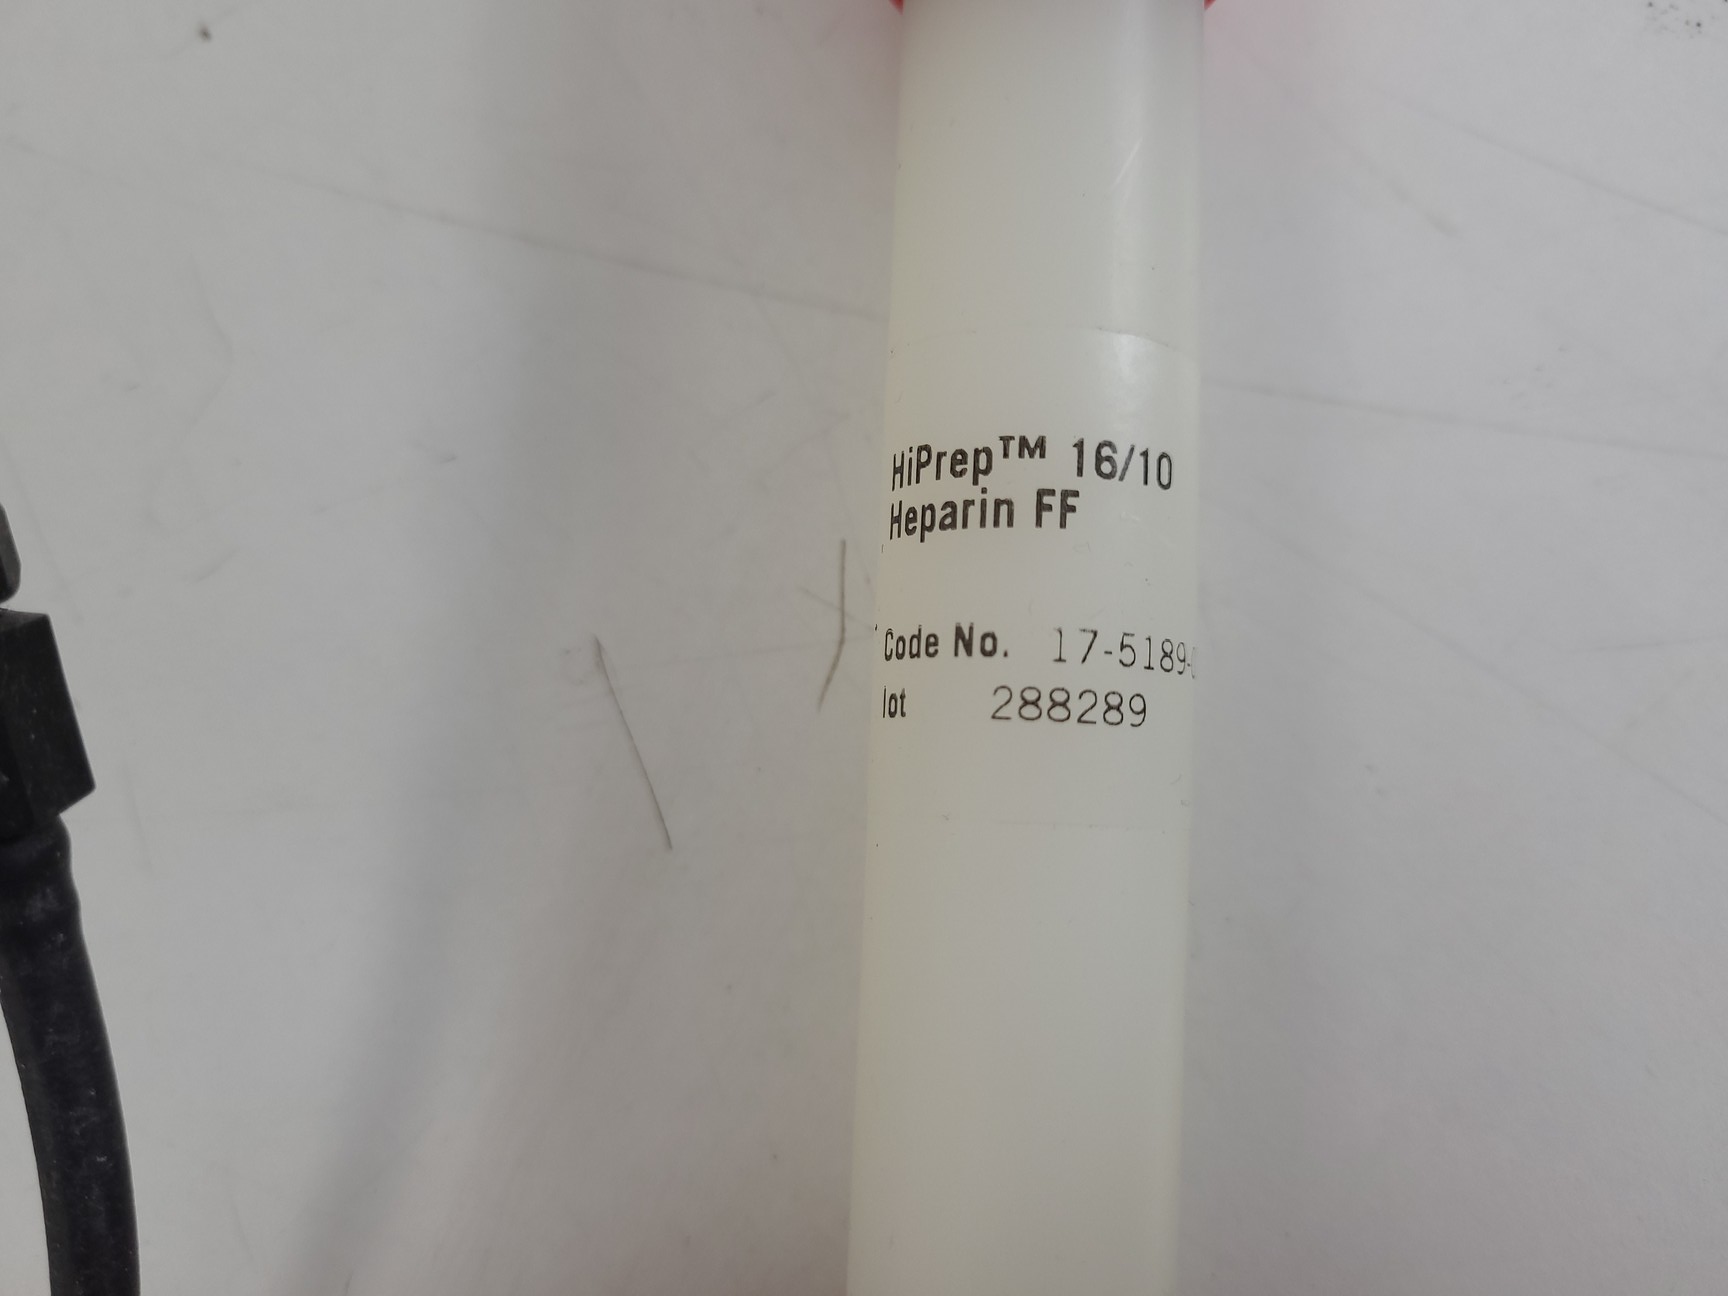 HiPrep™ 16/10
Heparin FF
Code No. 17-5189-
lot 288289